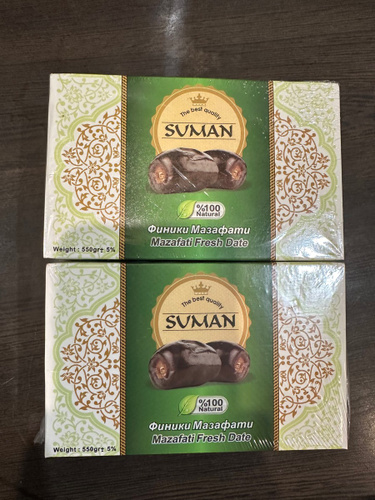 The best quality
SUMAN
%100
Natural
Финики Мазафати
Mazafati Fresh Date
Weight : 550gr± 5%
The best quality
SUMAN
%100
Natural
Финики Мазафати
Mazafati Fresh Date
Weight : 550gr± 5%